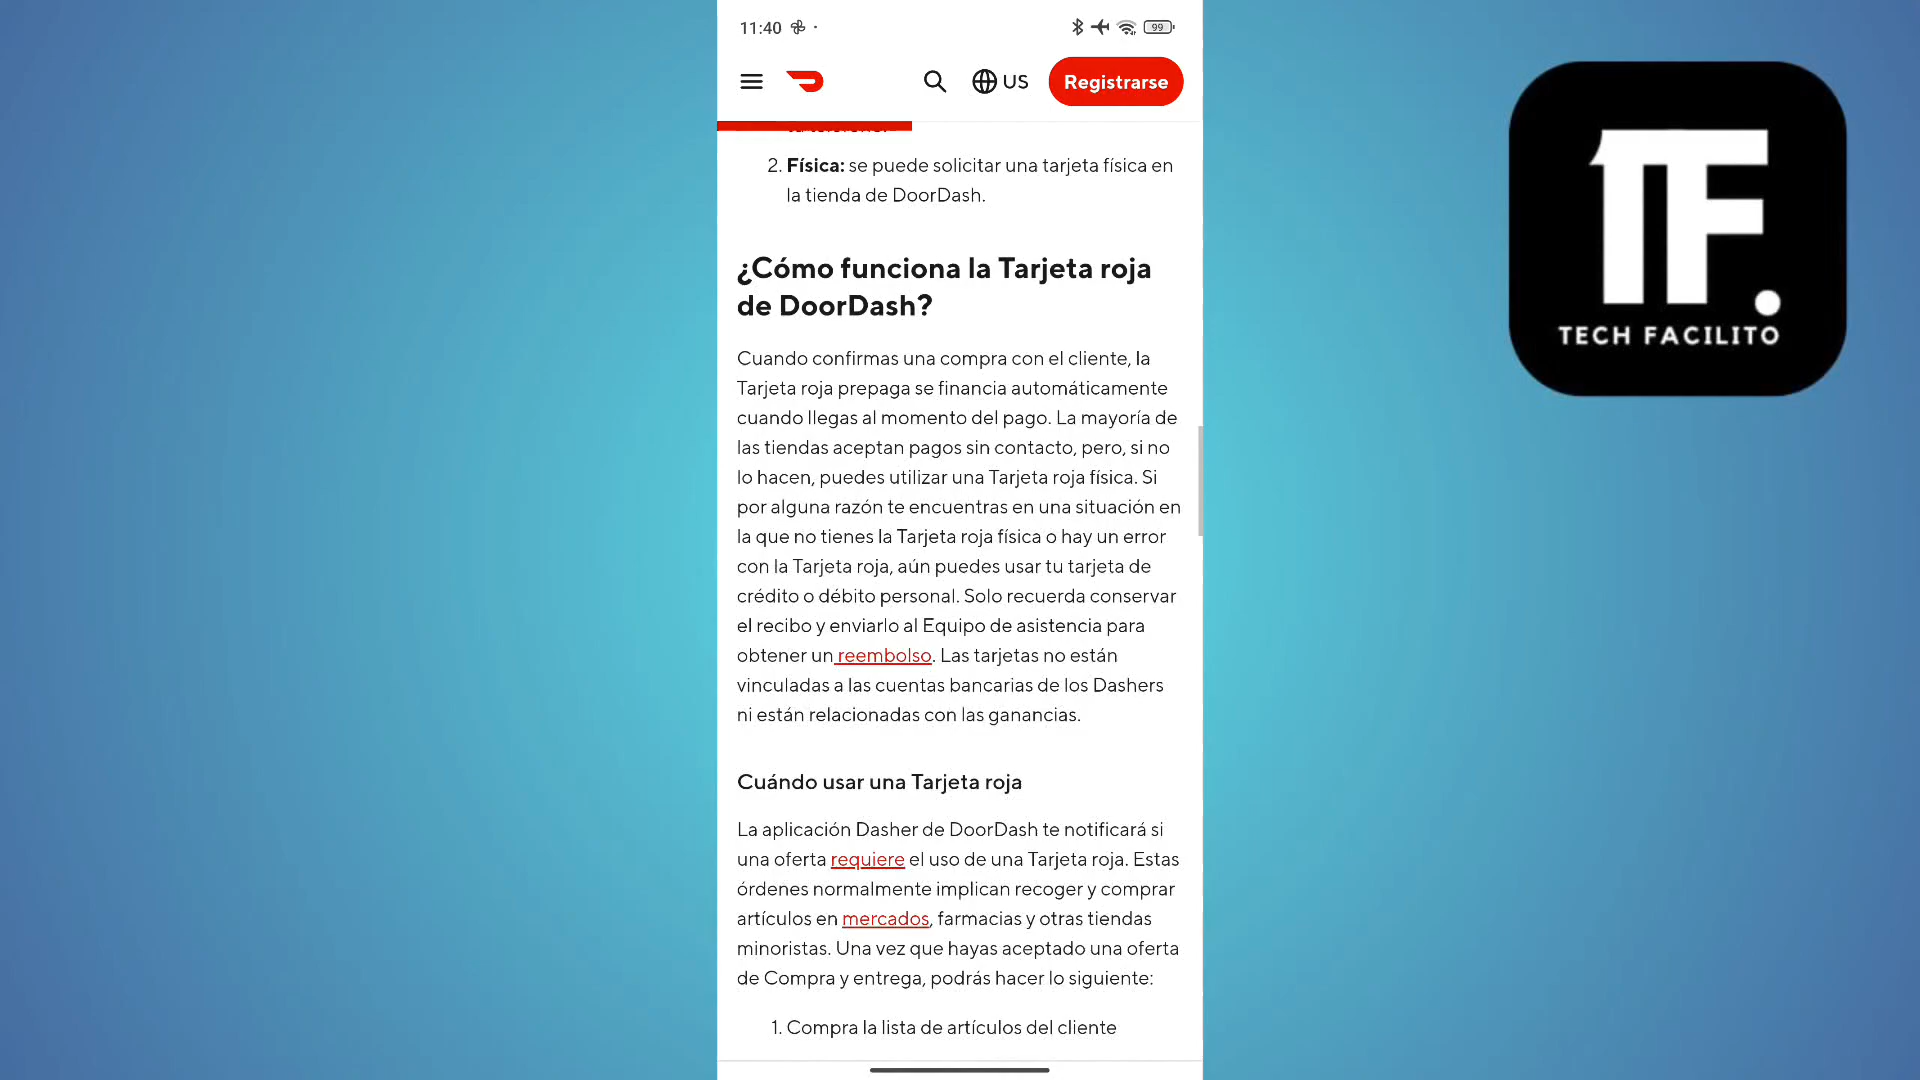 11:40
99
US
Registrarse
2. Física: se puede solicitar una tarjeta física en
la tienda de DoorDash.
¿Cómo funciona la Tarjeta roja
de DoorDash?
Cuando confirmas una compra con el cliente, la
Tarjeta roja prepaga se financia automáticamente
cuando llegas al momento del pago. La mayoría de
las tiendas aceptan pagos sin contacto, pero, si no
lo hacen, puedes utilizar una Tarjeta roja física. Si
por alguna razón te encuentras en una situación en
la que no tienes la Tarjeta roja física o hay un error
con la Tarjeta roja, aún puedes usar tu tarjeta de
crédito o débito personal. Solo recuerda conservar
el recibo y enviarlo al Equipo de asistencia para
obtener un reembolso. Las tarjetas no están
vinculadas a las cuentas bancarias de los Dashers
ni están relacionadas con las ganancias.
Cuándo usar una Tarjeta roja
La aplicación Dasher de DoorDash te notificará si
una oferta requiere el uso de una Tarjeta roja. Estas
órdenes normalmente implican recoger y comprar
artículos en mercados, farmacias y otras tiendas
minoristas. Una vez que hayas aceptado una oferta
de Compra y entrega, podrás hacer lo siguiente:
1. Compra la lista de artículos del cliente
TF.
TECH FACILITO